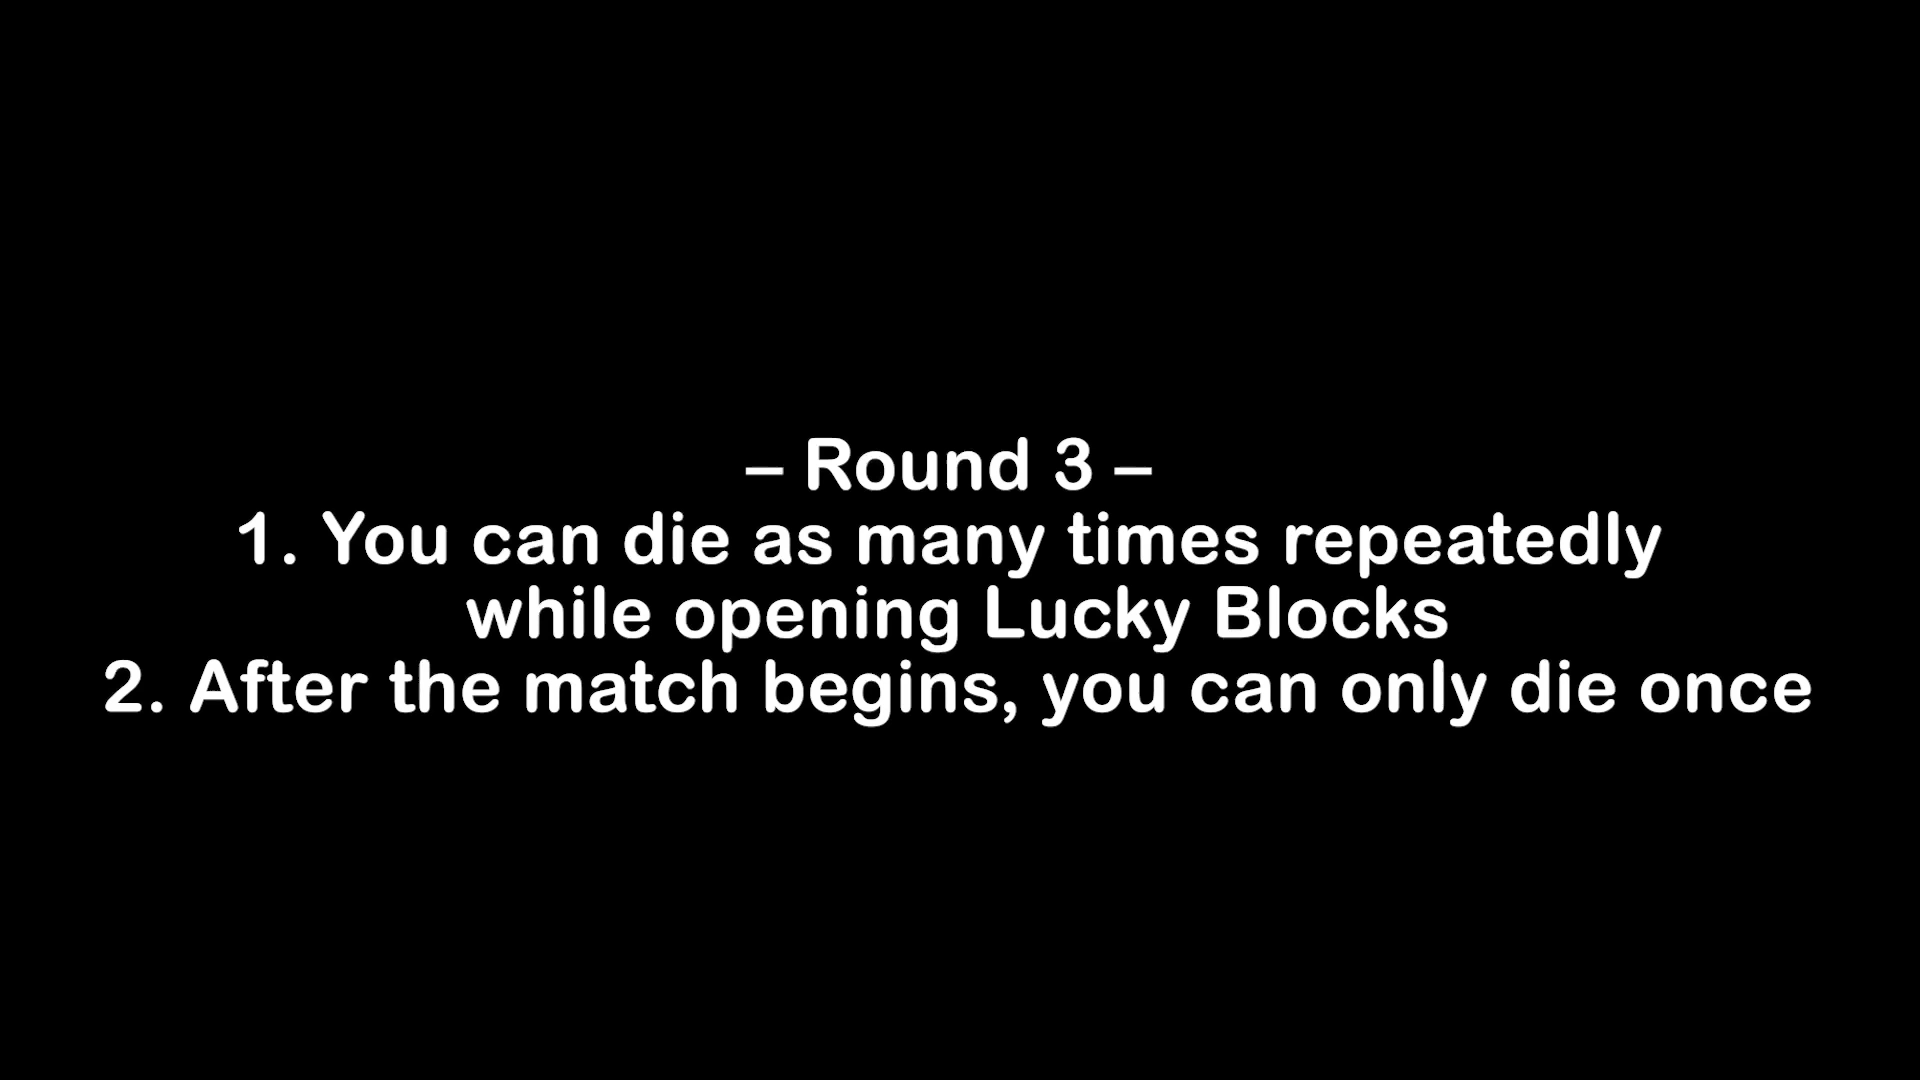 – Round 3 –
1. You can die as many times repeatedly
while opening Lucky Blocks
2. After the match begins, you can only die once